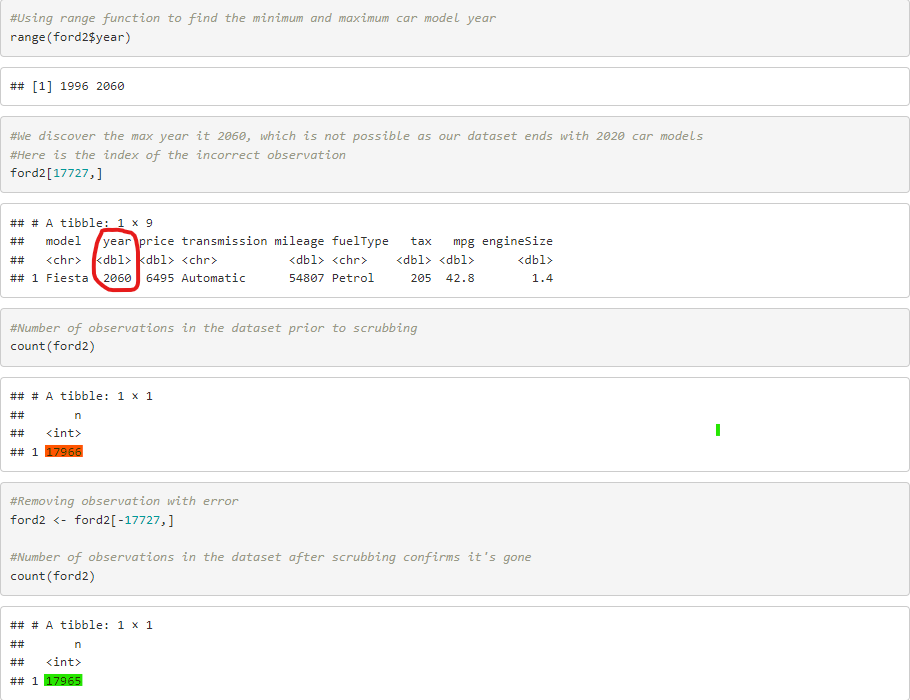 #Using range function to find the minimum and maximum car model year
range(ford2$year)
## [1] 1996 2060
#We discover the max year it 2060, which is not possible as our dataset ends with 2020 car models
#Here is the index of the incorrect observation
ford2[17727,]
## # A tibble: 1 × 9
##   model   year price transmission mileage fuelType   tax   mpg engineSize
##   <chr>  <dbl> <dbl> <chr>          <dbl> <chr>    <dbl> <dbl>      <dbl>
## 1 Fiesta  2060  6495 Automatic      54807 Petrol     205  42.8        1.4
#Number of observations in the dataset prior to scrubbing
count(ford2)
## # A tibble: 1 × 1
##       n
##   <int>
## 1 17966
#Removing observation with error
ford2 <- ford2[-17727,]
#Number of observations in the dataset after scrubbing confirms it's gone
count(ford2)
## # A tibble: 1 × 1
##       n
##   <int>
## 1 17965